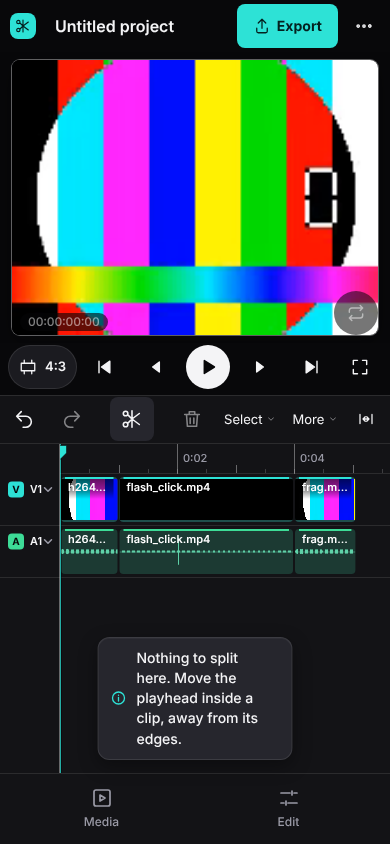 Untitled project
Export
00:00:00:00
4:3
Select
More
0:02
0:04
V V1
h264... flash_click.mp4 frag.m...
A A1
h264... flash_click.mp4 frag.m...
Nothing to split
here. Move the
playhead inside a
clip, away from its
edges.
Media
Edit